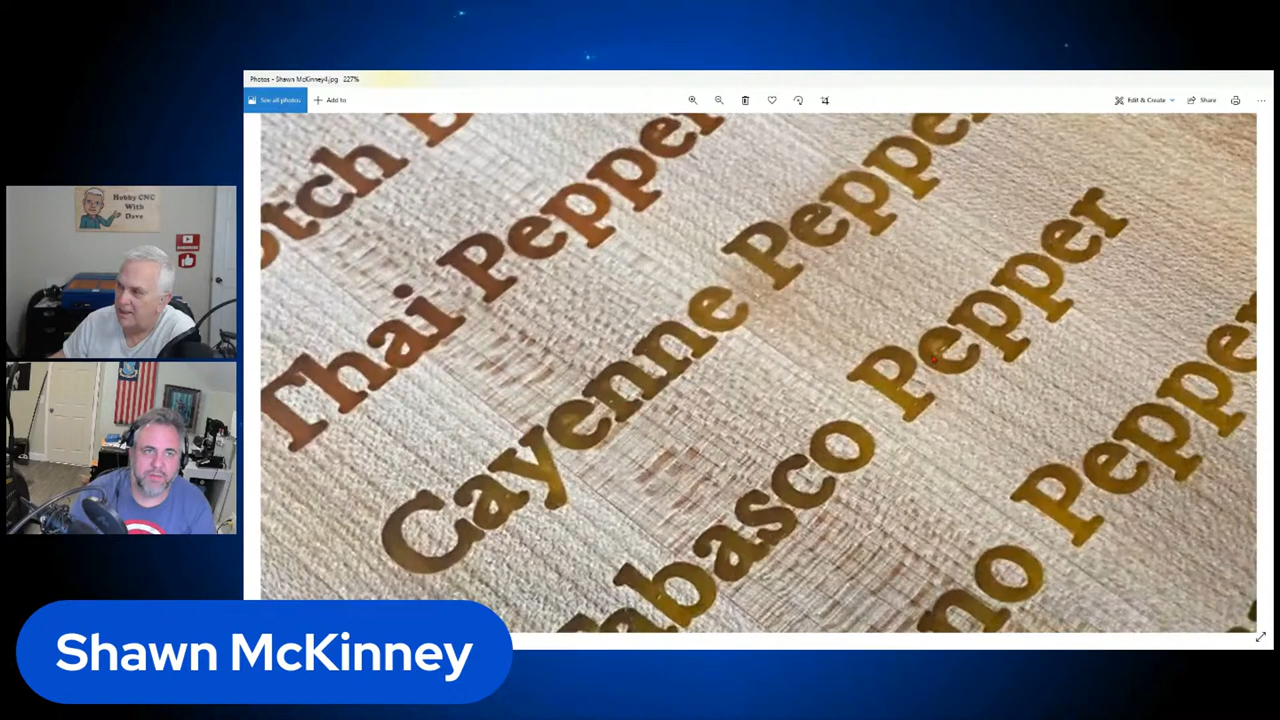 Photos - Shawn McKinney4.jpg 227%
See all photos
Add to
Edit & Create
Share
Hobby CNC
With
Dave
Thai Pepper
Cayenne Pepper
Pepper
Pepper
Shawn McKinney